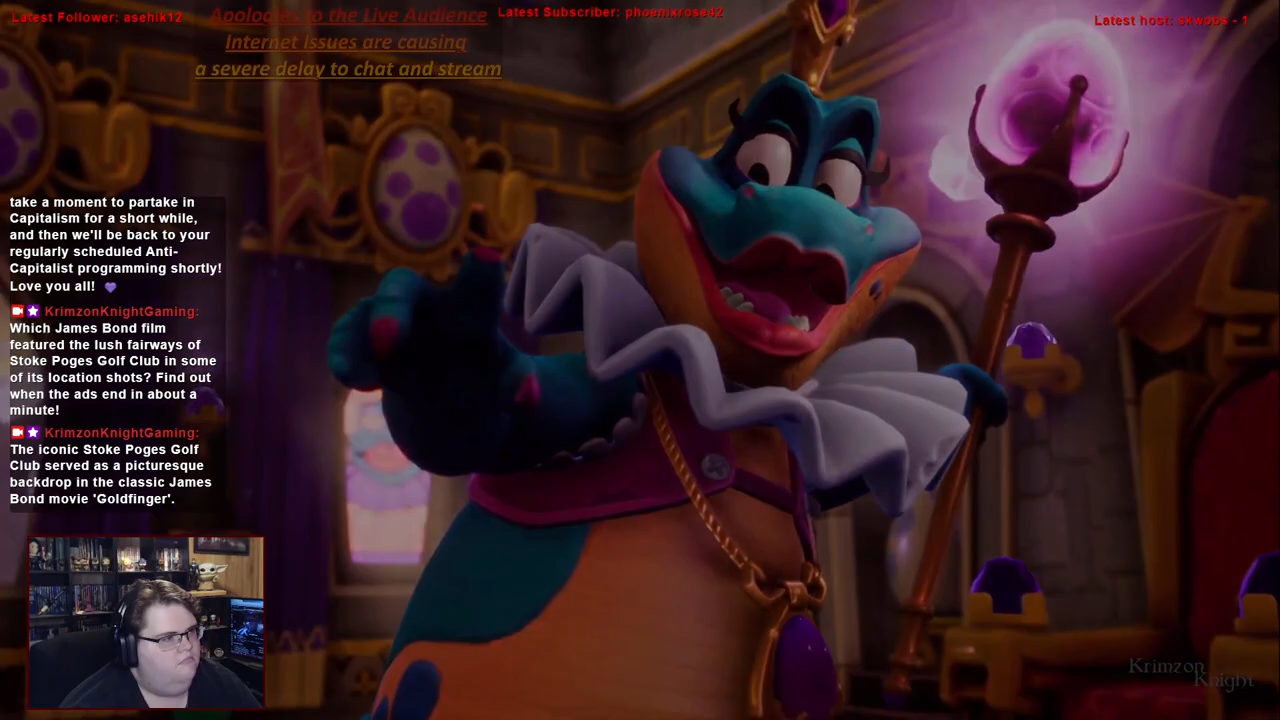 Latest Follower: asehik12
Apologies to the Live Audience
Internet Issues are causing
a severe delay to chat and stream
Latest Subscriber: phoemxrose42
Latest host: skwobs - 1
take a moment to partake in
Capitalism for a short while,
and then we'll be back to your
regularly scheduled Anti-
Capitalist programming shortly!
Love you all!
KrimzonKnightGaming:
Which James Bond film
featured the lush fairways of
Stoke Poges Golf Club in some
of its location shots? Find out
when the ads end in about a
minute!
KrimzonKnightGaming:
The iconic Stoke Poges Golf
Club served as a picturesque
backdrop in the classic James
Bond movie 'Goldfinger'.
Krimzon
Knight